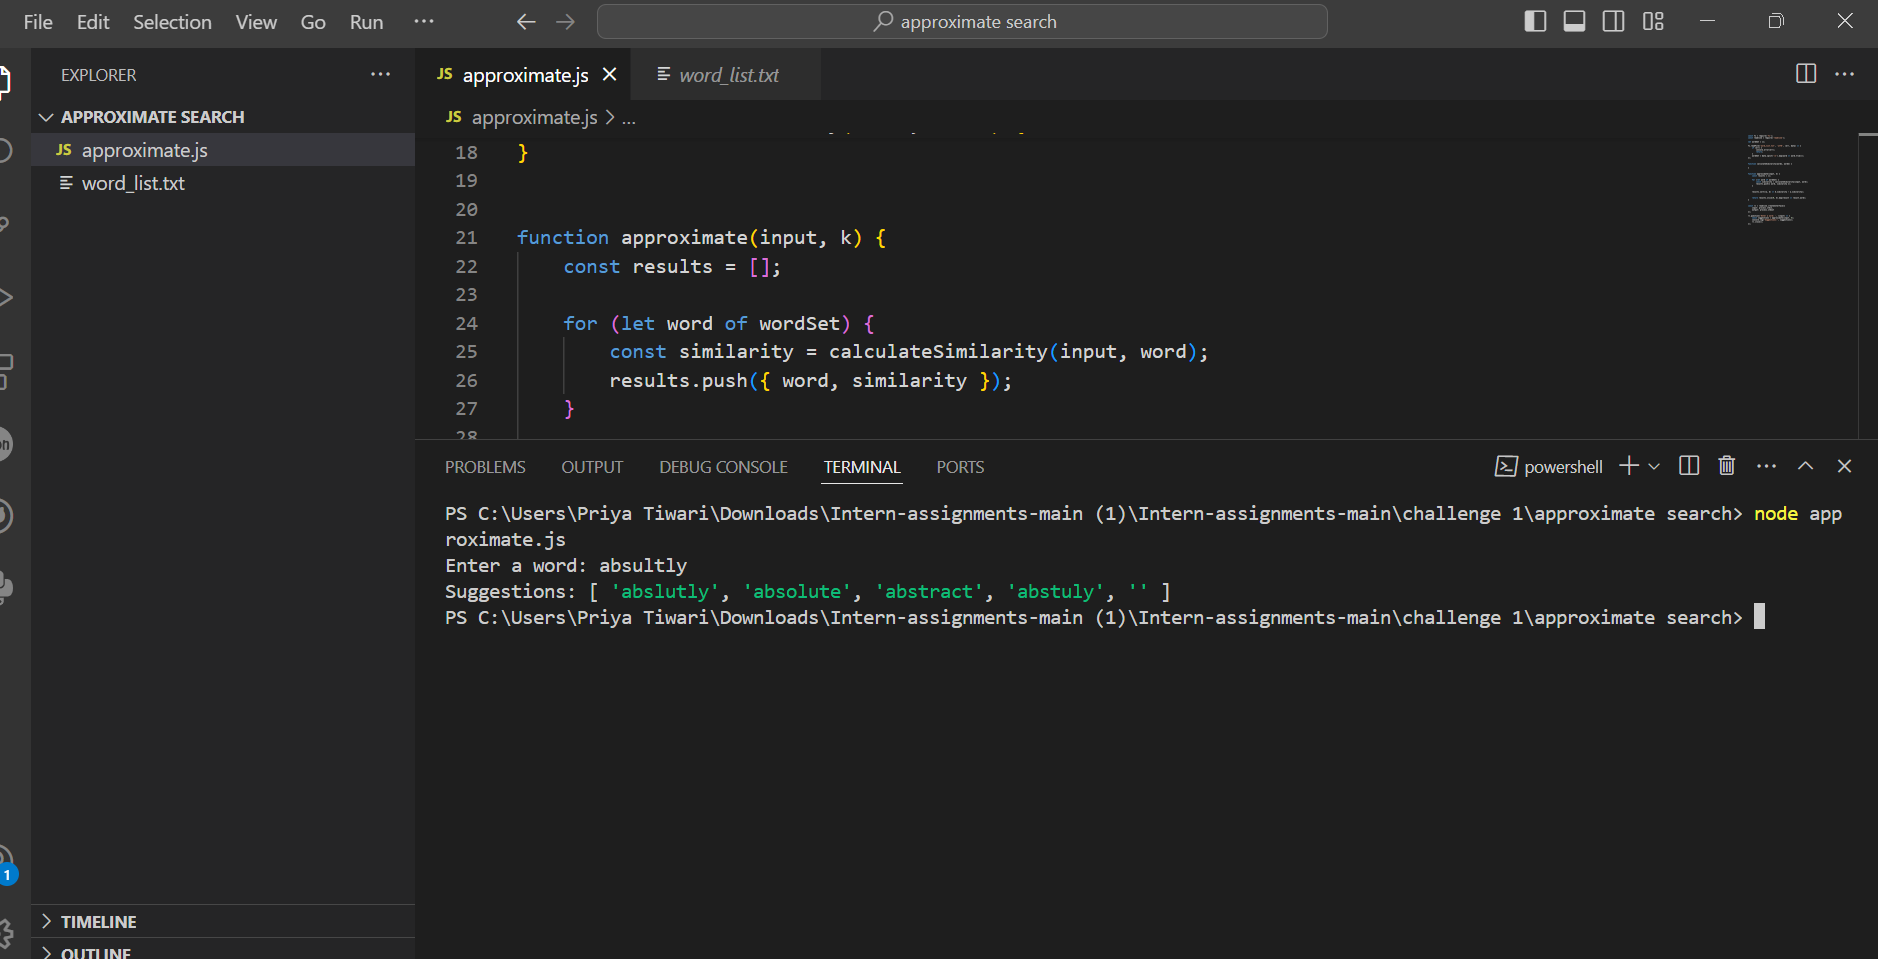 File Edit Selection View Go Run ···
approximate search
EXPLORER ···
APPROXIMATE SEARCH
JS approximate.js
word_list.txt
TIMELINE
OUTLINE
1
JS approximate.js
word_list.txt
JS approximate.js > ...
18 }
19
20
21 function approximate(input, k) {
22 const results = [];
23
24 for (let word of wordSet) {
25 const similarity = calculateSimilarity(input, word);
26 results.push({ word, similarity });
27 }
28
PROBLEMS OUTPUT DEBUG CONSOLE TERMINAL PORTS
powershell
PS C:\Users\Priya Tiwari\Downloads\Intern-assignments-main (1)\Intern-assignments-main\challenge 1\approximate search> node app
roximate.js
Enter a word: absultly
Suggestions: [ 'abslutly', 'absolute', 'abstract', 'abstuly', '' ]
PS C:\Users\Priya Tiwari\Downloads\Intern-assignments-main (1)\Intern-assignments-main\challenge 1\approximate search>